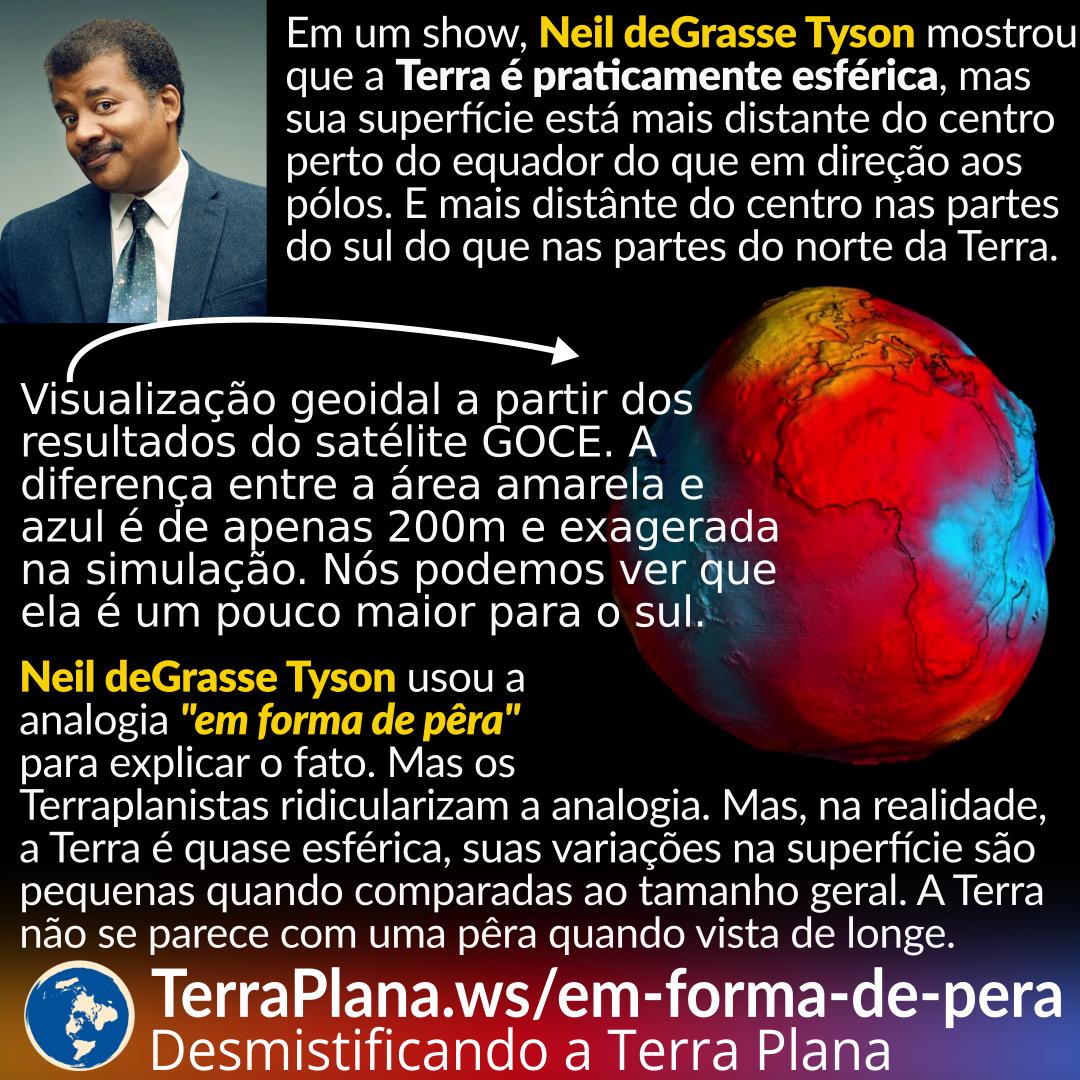 Em um show, Neil deGrasse Tyson mostrou
que a Terra é praticamente esférica, mas
sua superfície está mais distante do centro
perto do equador do que em direção aos
pólos. E mais distânte do centro nas partes
do sul do que nas partes do norte da Terra.
Visualização geoidal a partir dos
resultados do satélite GOCE. A
diferença entre a área amarela e
azul é de apenas 200m e exagerada
na simulação. Nós podemos ver que
ela é um pouco maior para o sul.
Neil deGrasse Tyson usou a
analogia "em forma de pêra"
para explicar o fato. Mas os
Terraplanistas ridicularizam a analogia. Mas, na realidade,
a Terra é quase esférica, suas variações na superfície são
pequenas quando comparadas ao tamanho geral. A Terra
não se parece com uma pêra quando vista de longe.
TerraPlana.ws/em-forma-de-pera
Desmistificando a Terra Plana